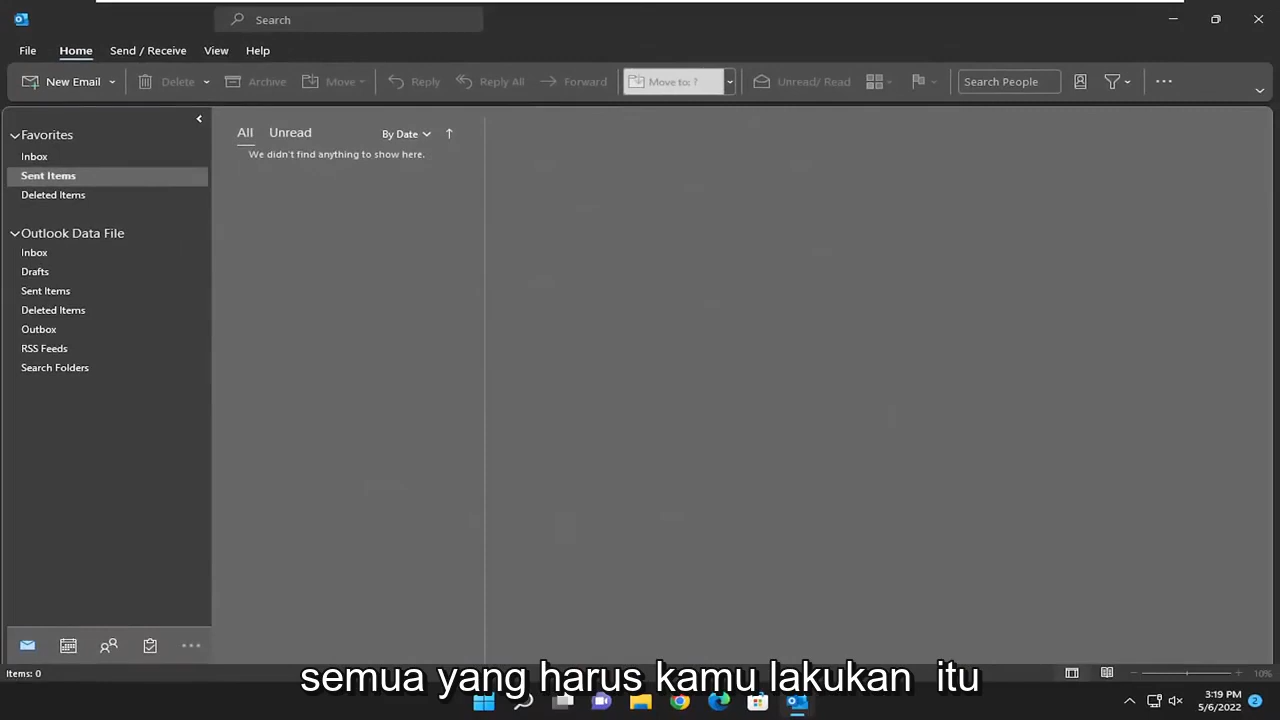 Search
File Home Send / Receive View Help
New Email Delete Archive Move Reply Reply All Forward Move to: ? Unread/ Read Search People
Favorites
Inbox
Sent Items
Deleted Items
Outlook Data File
Inbox
Drafts
Sent Items
Deleted Items
Outbox
RSS Feeds
Search Folders
All Unread By Date
We didn't find anything to show here.
Items: 0
10%
semua yang harus kamu lakukan itu
3:19 PM
5/6/2022
2